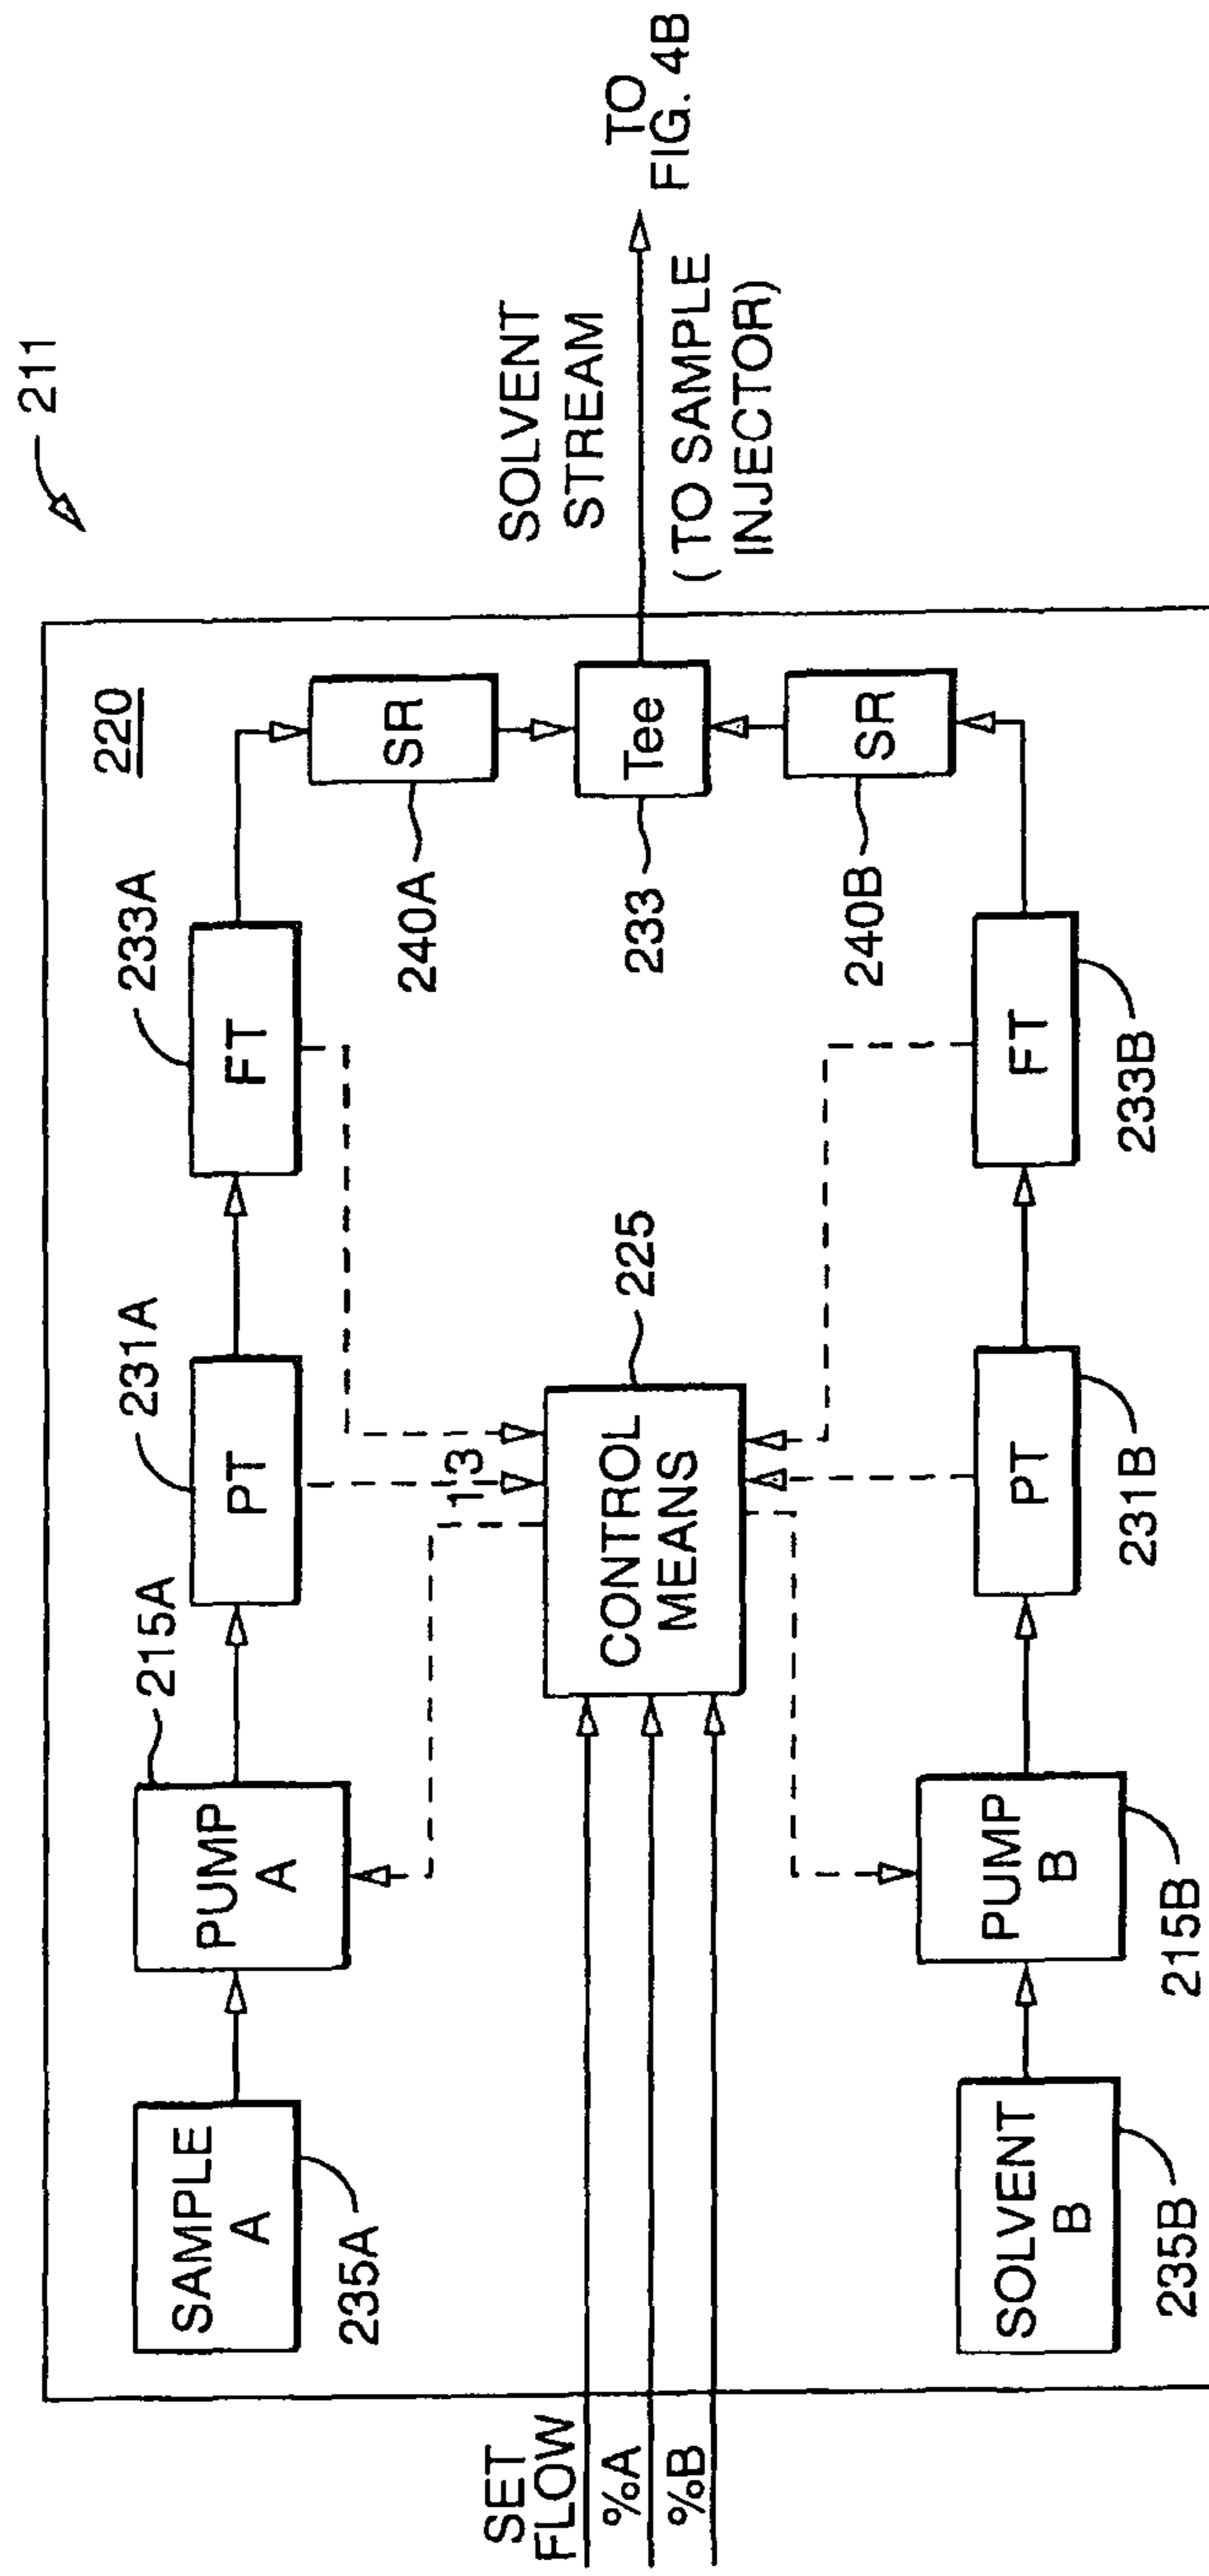 211
220
SAMPLE
A
235A
PUMP
A
215A
PT
231A
FT
233A
SR
240A
Tee
233
SR
240B
SOLVENT
STREAM
(TO SAMPLE
INJECTOR)
TO
FIG. 4B
SET
FLOW
%A
%B
CONTROL
MEANS
225
13
SOLVENT
B
235B
PUMP
B
215B
PT
231B
FT
233B